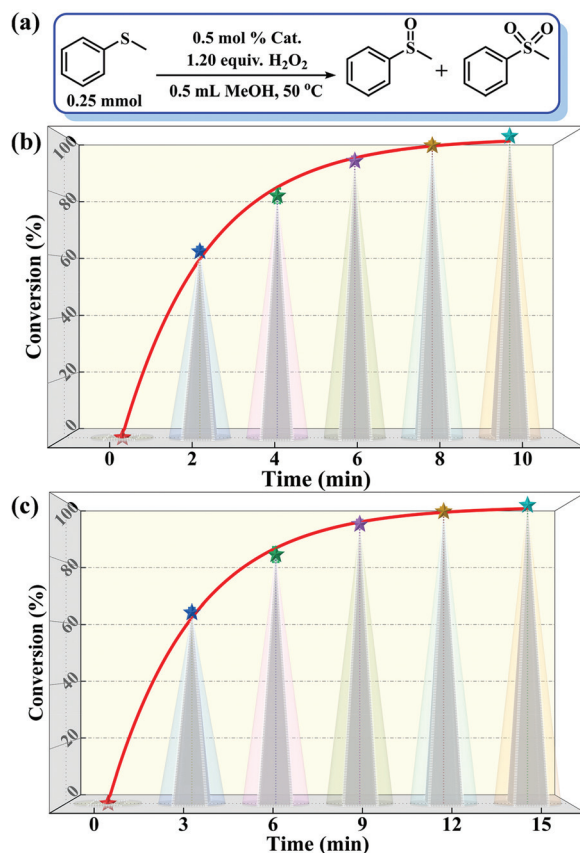 (a)
S
0.25 mmol
0.5 mol % Cat.
1.20 equiv. H₂O₂
0.5 mL MeOH, 50 °C
O
S
+
O O
S
(b)
Conversion (%)
100
80
60
40
20
0
0 2 4 6 8 10
Time (min)
(c)
Conversion (%)
100
80
60
40
20
0
0 3 6 9 12 15
Time (min)